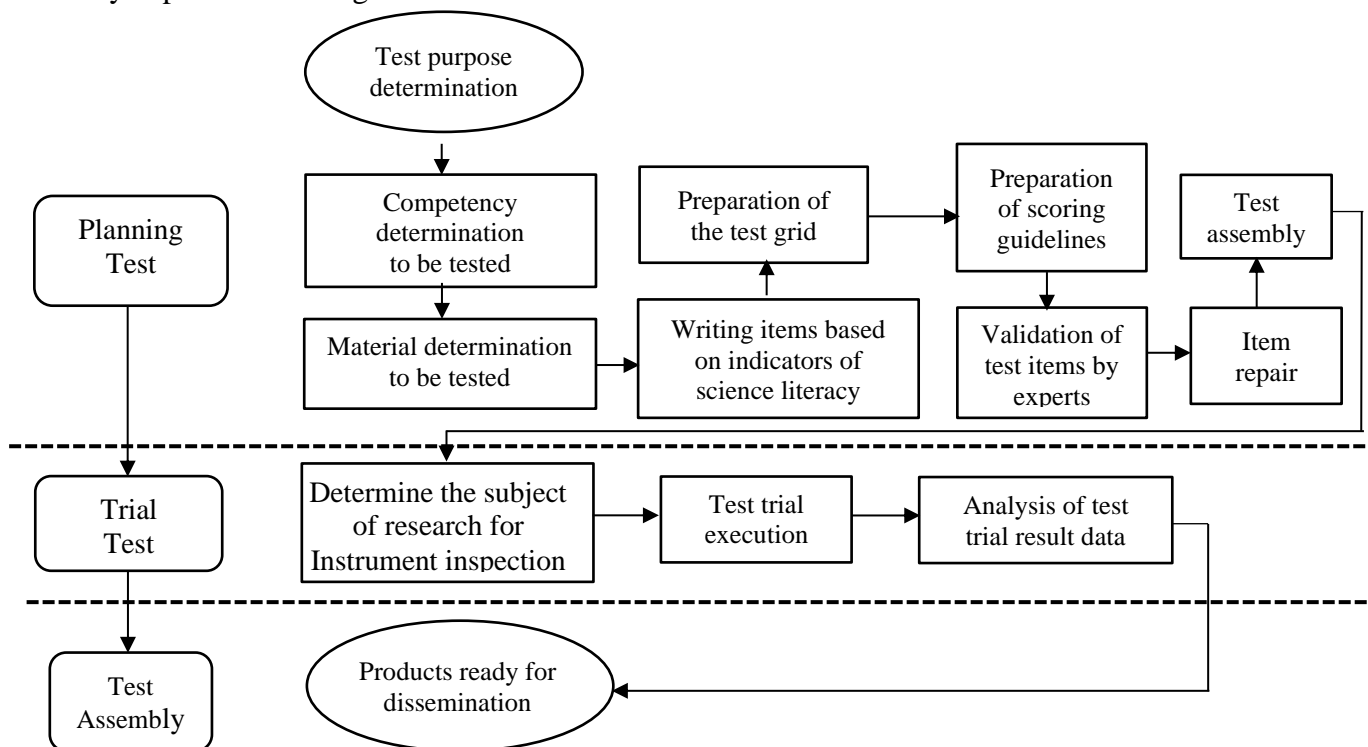 Test purpose
determination
Planning
Test
Competency
determination
to be tested
Preparation of
the test grid
Preparation
of scoring
guidelines
Test
assembly
Material determination
to be tested
Writing items based
on indicators of
science literacy
Validation of
test items by
experts
Item
repair
Trial
Test
Determine the subject
of research for
Instrument inspection
Test trial
execution
Analysis of test
trial result data
Test
Assembly
Products ready for
dissemination